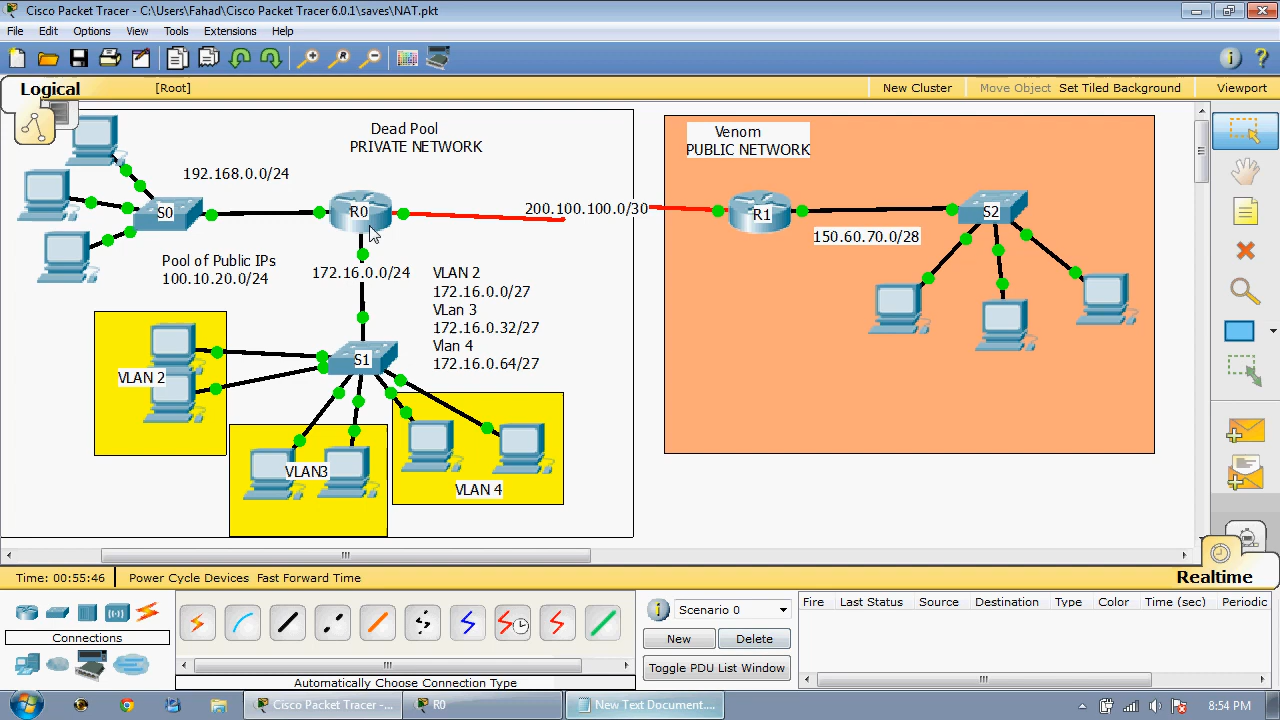 Cisco Packet Tracer - C:\Users\Fahad\Cisco Packet Tracer 6.0.1\saves\NAT.pkt
File Edit Options View Tools Extensions Help
Logical [Root] New Cluster Move Object Set Tiled Background Viewport
Dead Pool
PRIVATE NETWORK
Venom
PUBLIC NETWORK
192.168.0.0/24
S0
R0
200.100.100.0/30
R1
S2
150.60.70.0/28
Pool of Public IPs
100.10.20.0/24
172.16.0.0/24
VLAN 2
172.16.0.0/27
VLan 3
172.16.0.32/27
Vlan 4
172.16.0.64/27
S1
VLAN 2
VLAN3
VLAN 4
Time: 00:55:46 Power Cycle Devices Fast Forward Time
Realtime
Connections
Automatically Choose Connection Type
Scenario 0
New Delete
Toggle PDU List Window
Fire Last Status Source Destination Type Color Time (sec) Periodic
Cisco Packet Tracer -...
R0
New Text Document....
8:54 PM